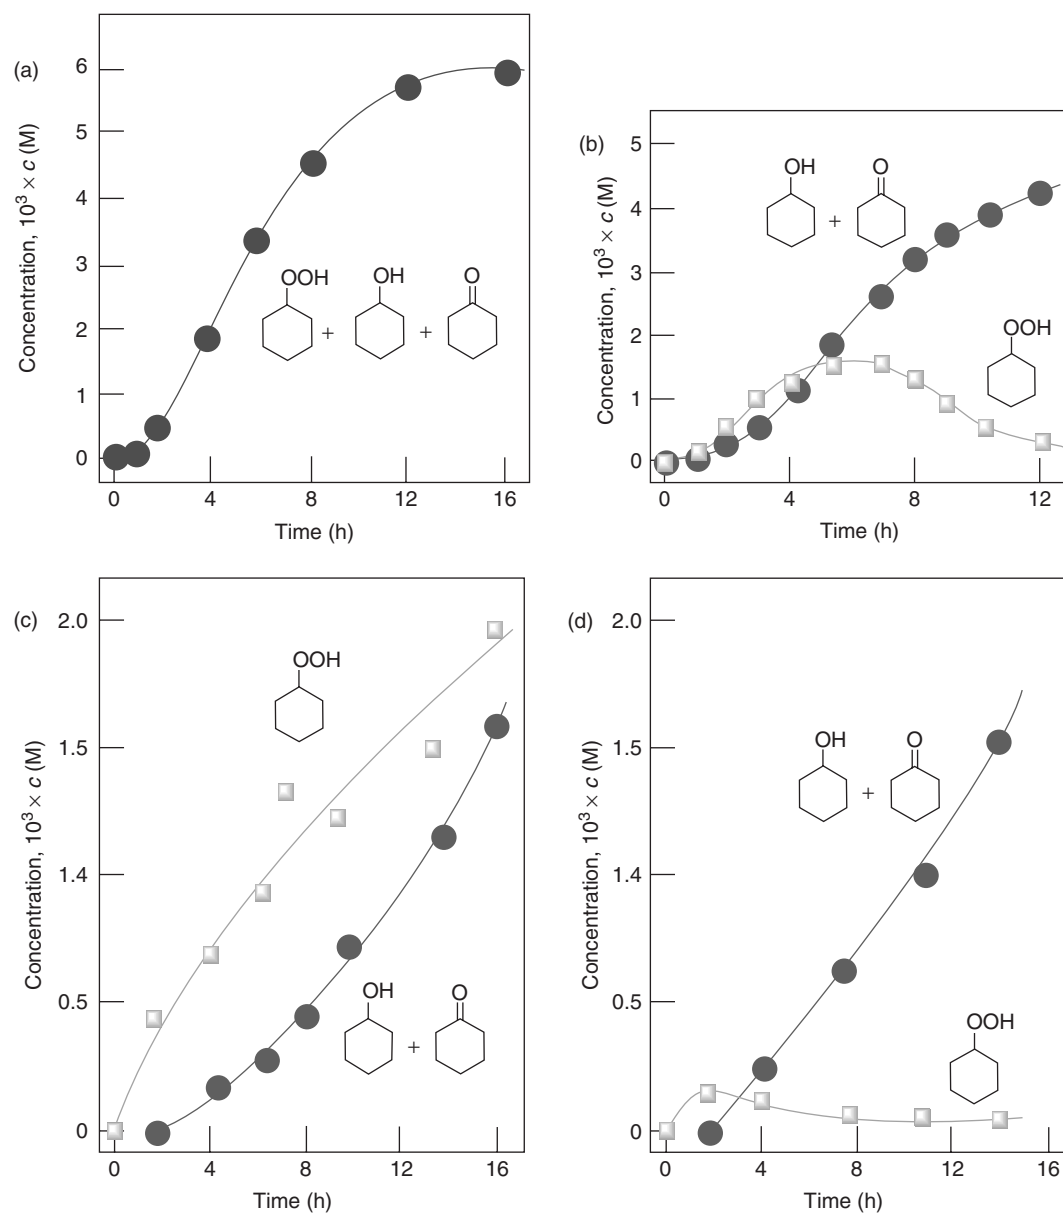 (a)
Concentration, 10³ × c (M)
6
5
4
3
2
1
0
OOH
OH
O
+
+
0 4 8 12 16
Time (h)
(b)
Concentration, 10³ × c (M)
5
4
3
2
1
0
OH
O
+
OOH
0 4 8 12
Time (h)
(c)
Concentration, 10³ × c (M)
2.0
1.5
1.4
0.5
0
OOH
OH
O
+
0 4 8 12 16
Time (h)
(d)
Concentration, 10³ × c (M)
2.0
1.5
1.4
0.5
0
OH
O
+
OOH
0 4 8 12 16
Time (h)